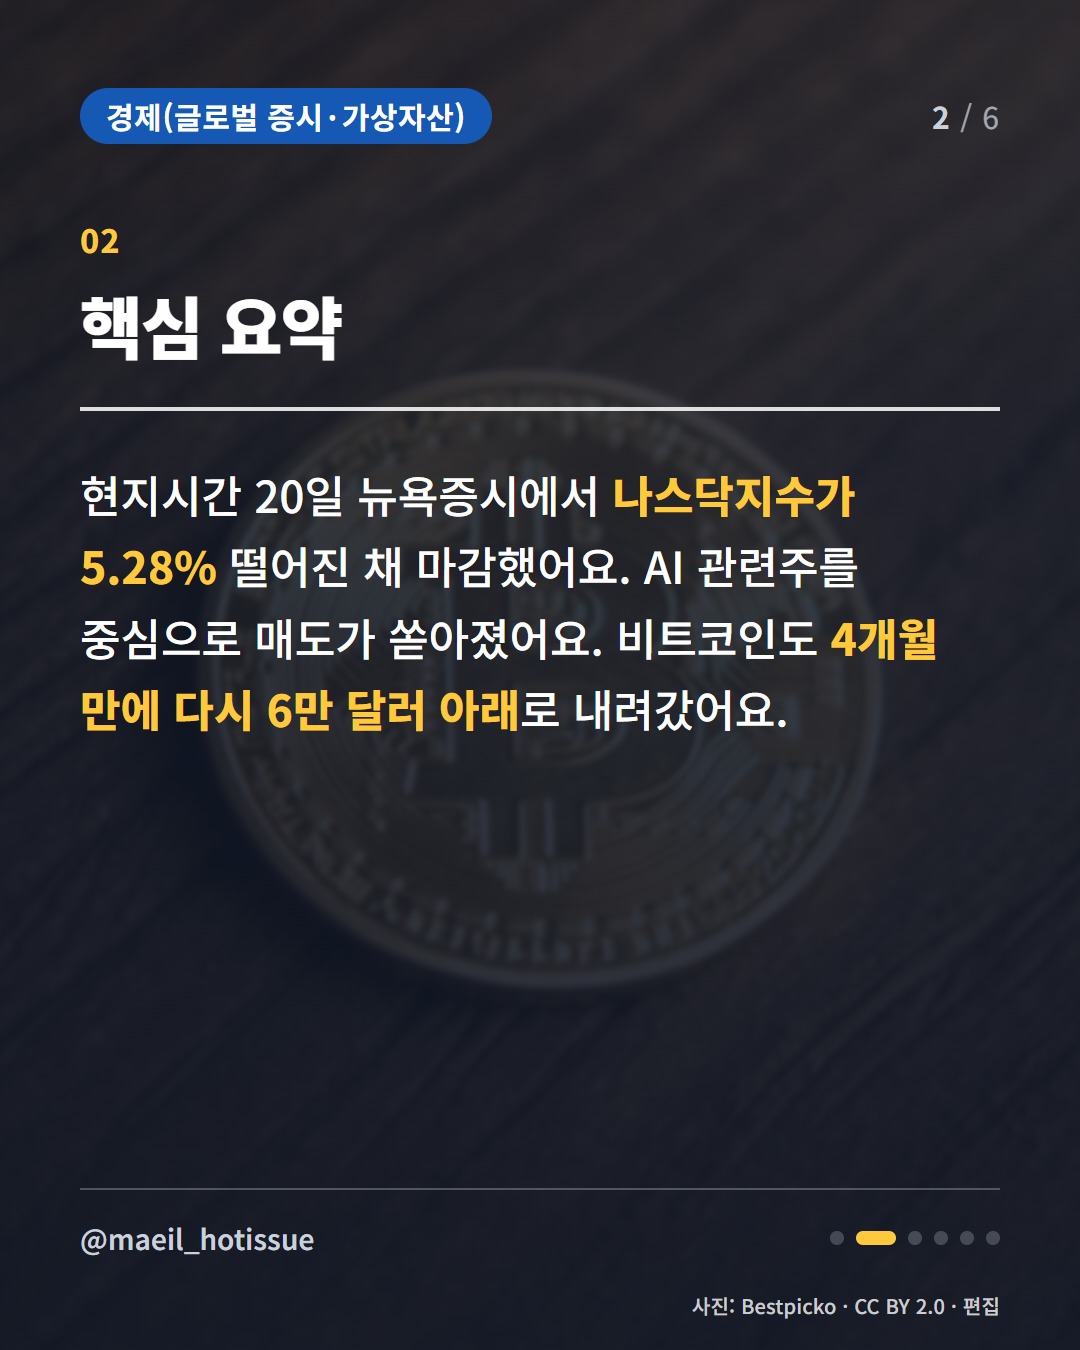 경제(글로벌 증시·가상자산)
2 / 6
02
핵심 요약
현지시간 20일 뉴욕증시에서 나스닥지수가
5.28% 떨어진 채 마감했어요. AI 관련주를
중심으로 매도가 쏟아졌어요. 비트코인도 4개월
만에 다시 6만 달러 아래로 내려갔어요.
@maeil_hotissue
사진: Bestpicko · CC BY 2.0 · 편집